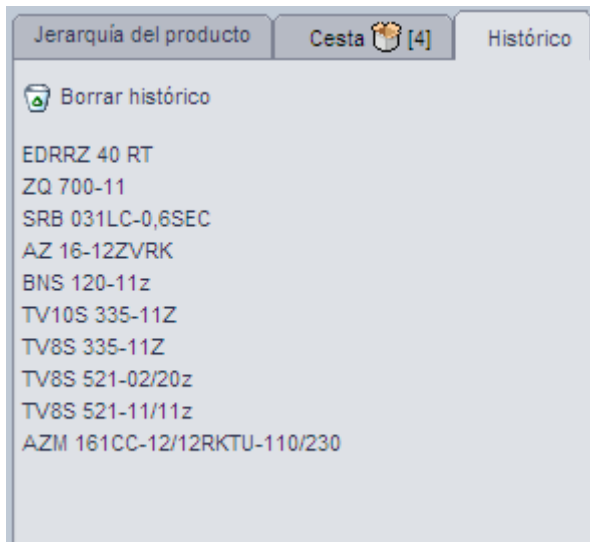 Jerarquía del producto Cesta [4] Histórico
Borrar histórico
EDRRZ 40 RT
ZQ 700-11
SRB 031LC-0,6SEC
AZ 16-12ZVRK
BNS 120-11z
TV10S 335-11Z
TV8S 335-11Z
TV8S 521-02/20z
TV8S 521-11/11z
AZM 161CC-12/12RKTU-110/230